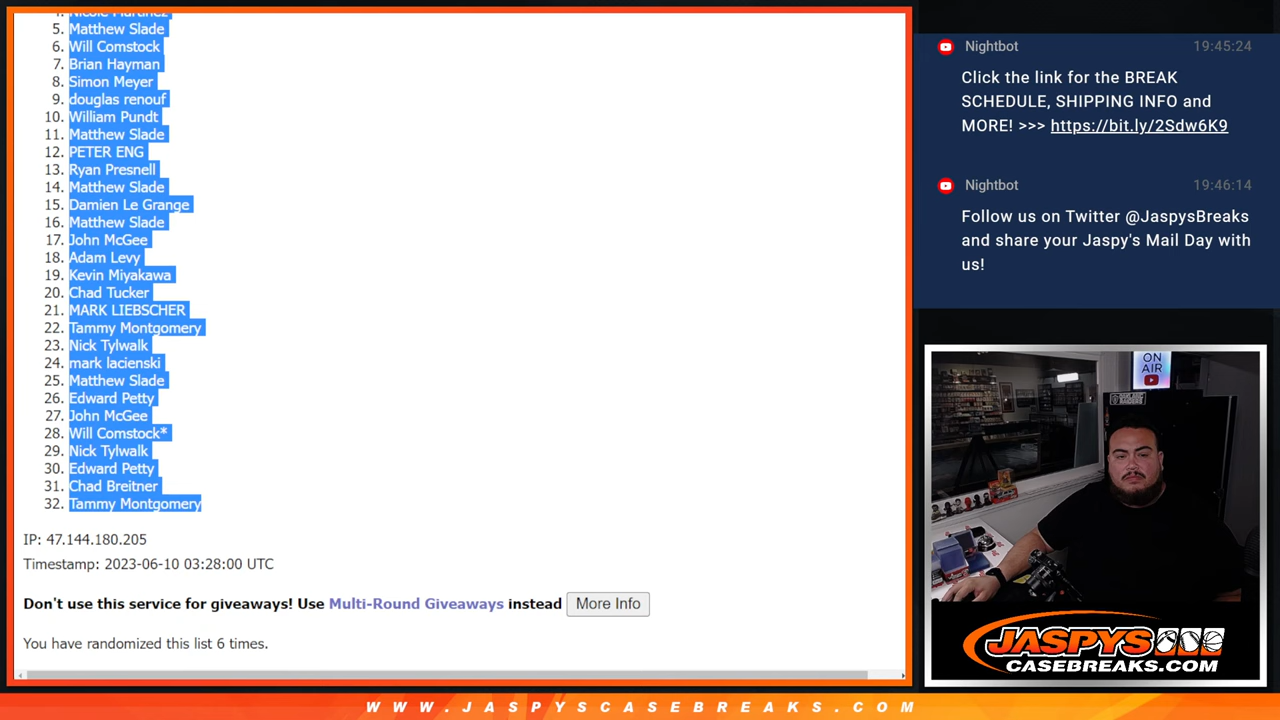 4. Nicole Martinez
5. Matthew Slade
6. Will Comstock
7. Brian Hayman
8. Simon Meyer
9. douglas renouf
10. William Pundt
11. Matthew Slade
12. PETER ENG
13. Ryan Presnell
14. Matthew Slade
15. Damien Le Grange
16. Matthew Slade
17. John McGee
18. Adam Levy
19. Kevin Miyakawa
20. Chad Tucker
21. MARK LIEBSCHER
22. Tammy Montgomery
23. Nick Tylwalk
24. mark lacienski
25. Matthew Slade
26. Edward Petty
27. John McGee
28. Will Comstock*
29. Nick Tylwalk
30. Edward Petty
31. Chad Breitner
32. Tammy Montgomery
IP: 47.144.180.205
Timestamp: 2023-06-10 03:28:00 UTC
Don't use this service for giveaways! Use Multi-Round Giveaways instead More Info
You have randomized this list 6 times.
Nightbot 19:45:24
Click the link for the BREAK
SCHEDULE, SHIPPING INFO and
MORE! >>> https://bit.ly/2Sdw6K9
Nightbot 19:46:14
Follow us on Twitter @JaspysBreaks
and share your Jaspy's Mail Day with
us!
ON
AIR
JASPYS
CASEBREAKS.COM
WWW.JASPYSCASEBREAKS.COM